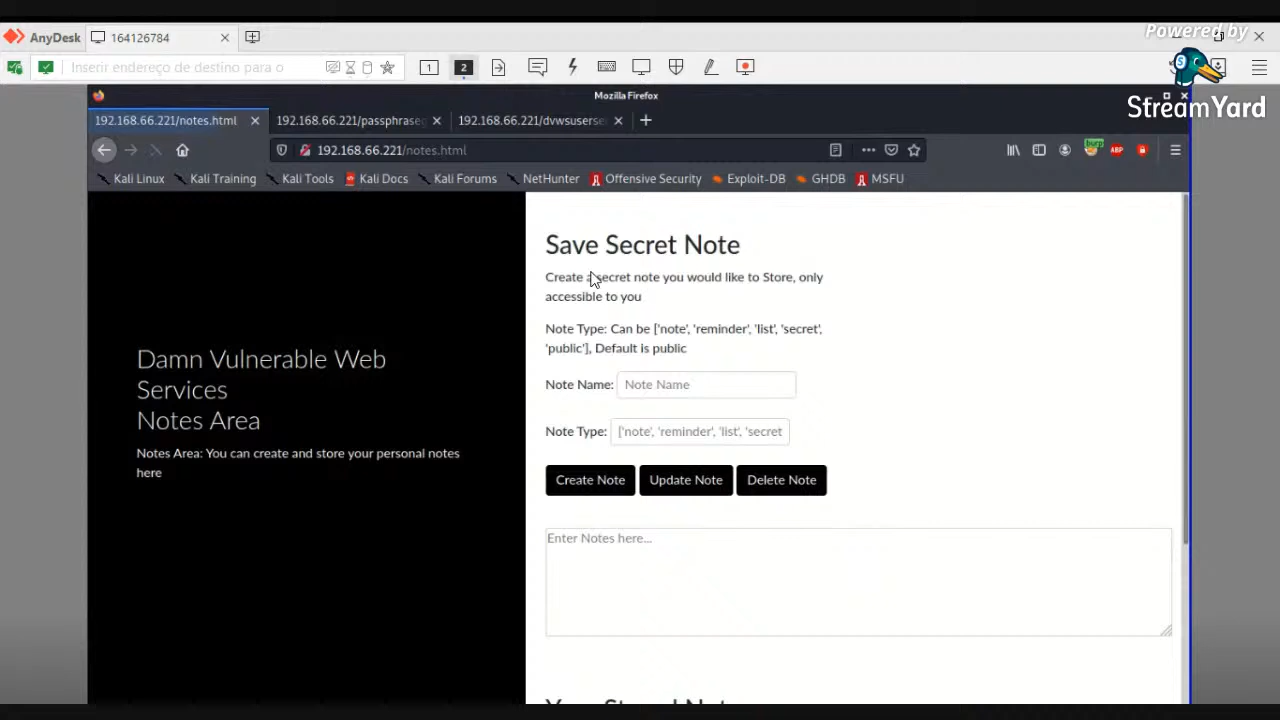 Powered by
StreamYard
AnyDesk
164126784
Inserir endereço de destino para o
1
2
Mozilla Firefox
192.168.66.221/notes.html
192.168.66.221/passphraseg
192.168.66.221/dvwsuserse
192.168.66.221/notes.html
burp
ABP
Kali Linux
Kali Training
Kali Tools
Kali Docs
Kali Forums
NetHunter
Offensive Security
Exploit-DB
GHDB
MSFU
Damn Vulnerable Web
Services
Notes Area
Notes Area: You can create and store your personal notes
here
Save Secret Note
Create a secret note you would like to Store, only
accessible to you
Note Type: Can be ['note', 'reminder', 'list', 'secret',
'public'], Default is public
Note Name: Note Name
Note Type: ['note', 'reminder', 'list', 'secret
Create Note Update Note Delete Note
Enter Notes here...